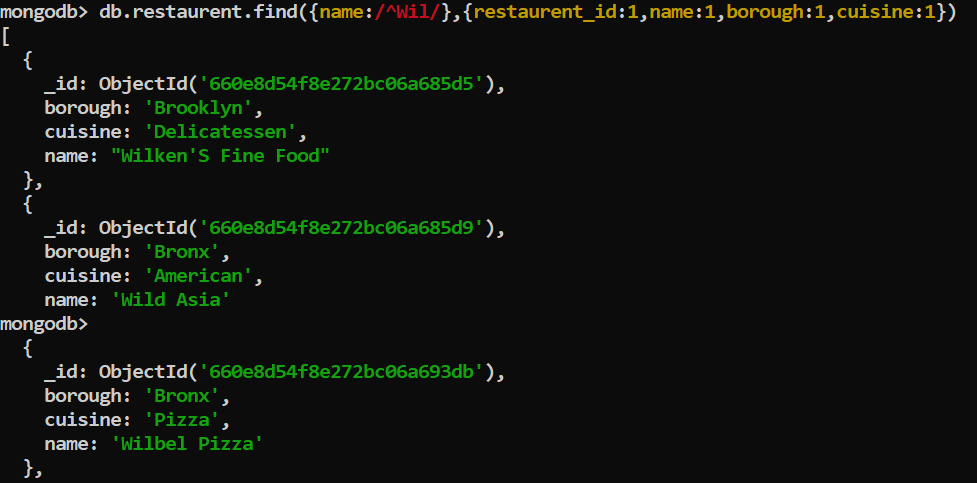 mongodb> db.restaurent.find({name:/^Wil/},{restaurent_id:1,name:1,borough:1,cuisine:1})
[
  {
    _id: ObjectId('660e8d54f8e272bc06a685d5'),
    borough: 'Brooklyn',
    cuisine: 'Delicatessen',
    name: "Wilken'S Fine Food"
  },
  {
    _id: ObjectId('660e8d54f8e272bc06a685d9'),
    borough: 'Bronx',
    cuisine: 'American',
    name: 'Wild Asia'
mongodb>
  {
    _id: ObjectId('660e8d54f8e272bc06a693db'),
    borough: 'Bronx',
    cuisine: 'Pizza',
    name: 'Wilbel Pizza'
  },